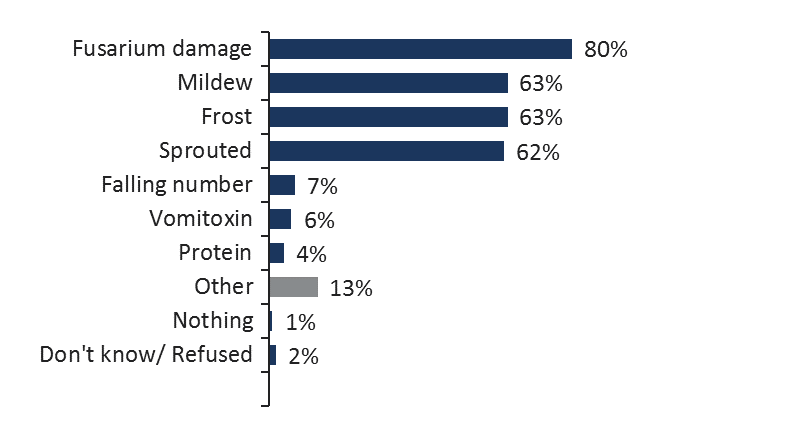 Fusarium damage 80%
Mildew 63%
Frost 63%
Sprouted 62%
Falling number 7%
Vomitoxin 6%
Protein 4%
Other 13%
Nothing 1%
Don't know/ Refused 2%